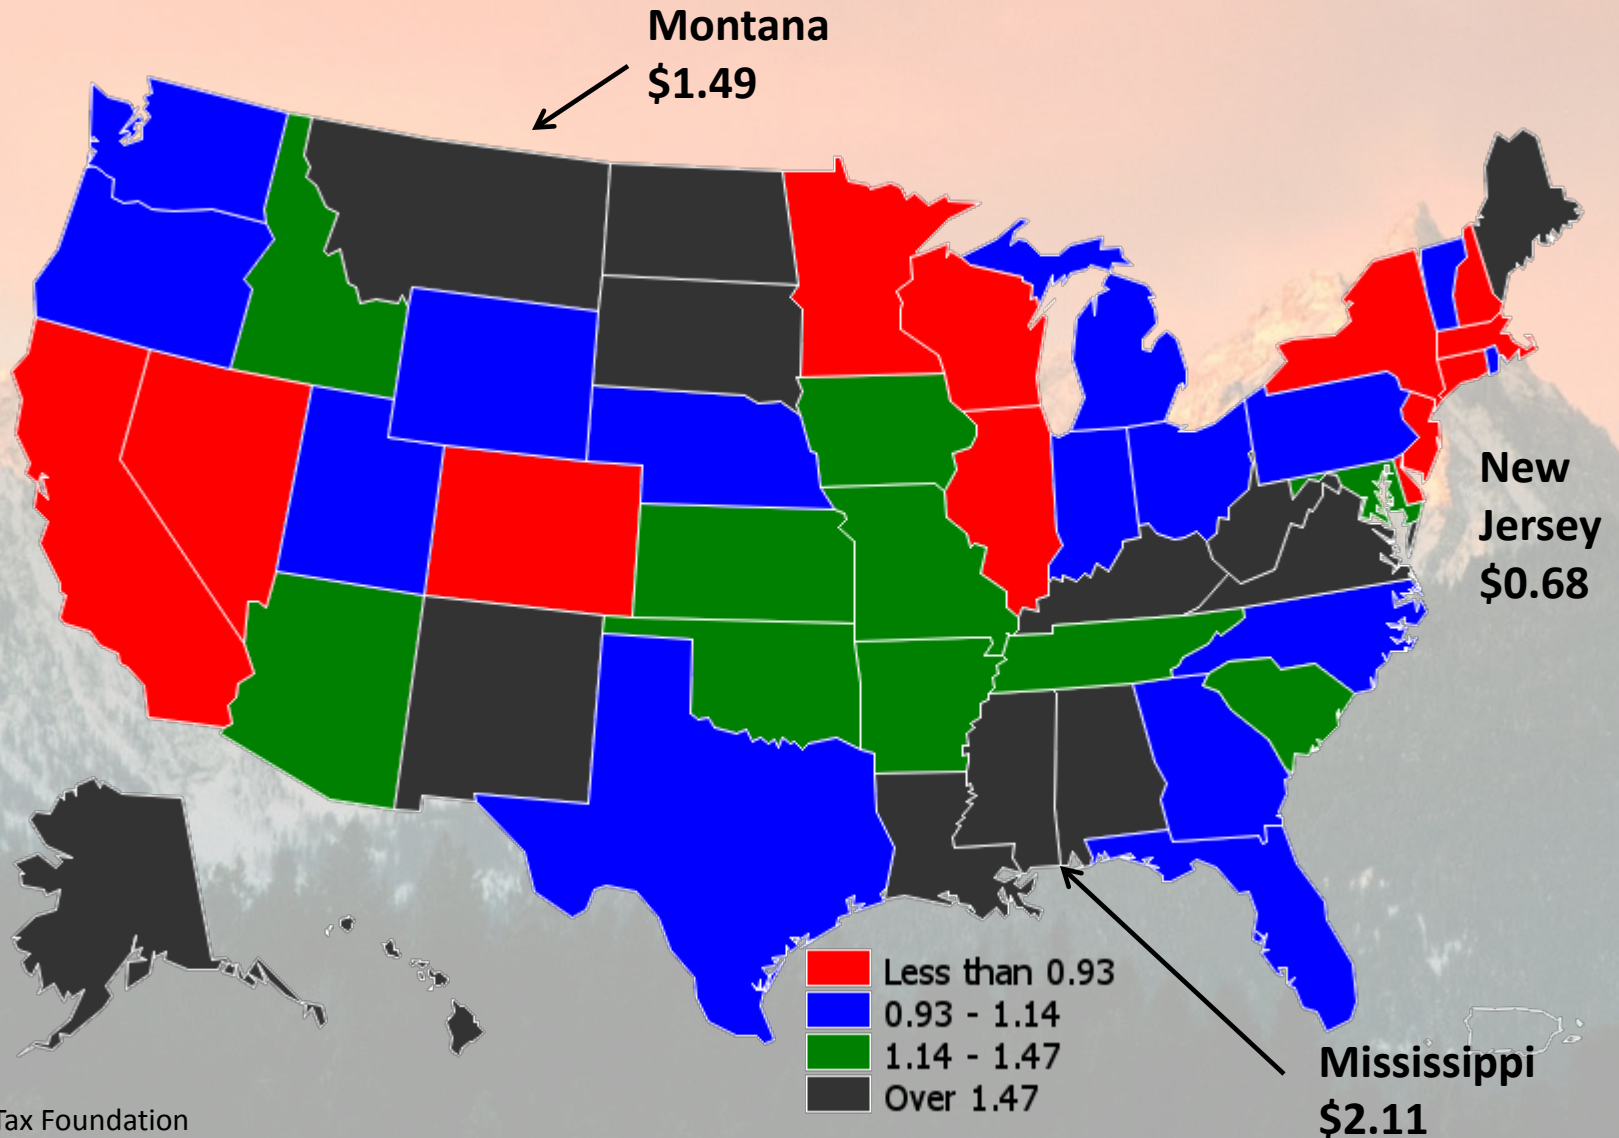 Montana
$1.49
New
Jersey
$0.68
Less than 0.93
0.93 - 1.14
1.14 - 1.47
Over 1.47
Mississippi
$2.11
Tax Foundation